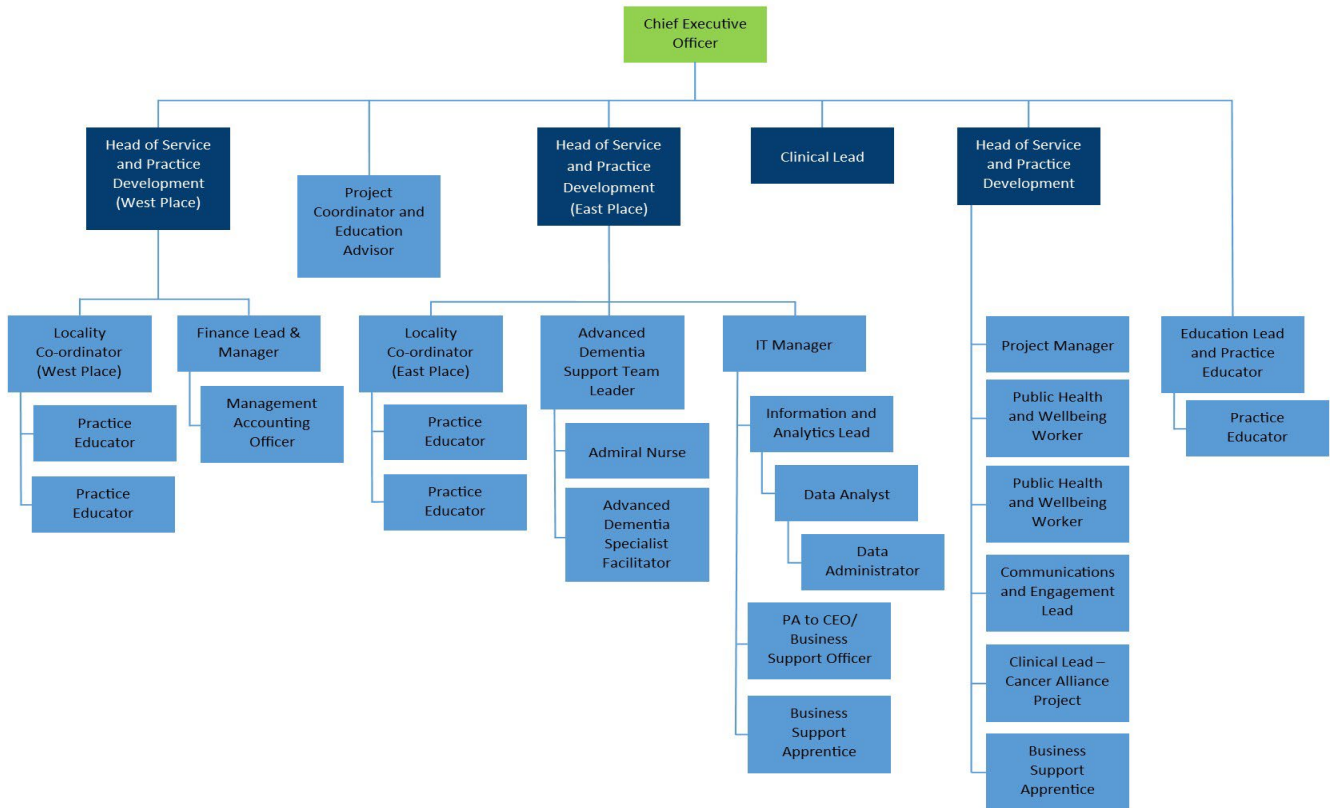 Chief Executive
Officer
Head of Service
and Practice
Development
(West Place)
Project
Coordinator and
Education
Advisor
Head of Service
and Practice
Development
(East Place)
Clinical Lead
Head of Service
and Practice
Development
Locality
Co-ordinator
(West Place)
Practice
Educator
Practice
Educator
Finance Lead &
Manager
Management
Accounting
Officer
Locality
Co-ordinator
(East Place)
Practice
Educator
Practice
Educator
Advanced
Dementia
Support Team
Leader
Admiral Nurse
Advanced
Dementia
Specialist
Facilitator
IT Manager
Information and
Analytics Lead
Data Analyst
Data
Administrator
PA to CEO/
Business
Support Officer
Business
Support
Apprentice
Project Manager
Public Health
and Wellbeing
Worker
Public Health
and Wellbeing
Worker
Communications
and Engagement
Lead
Clinical Lead –
Cancer Alliance
Project
Business
Support
Apprentice
Education Lead
and Practice
Educator
Practice
Educator